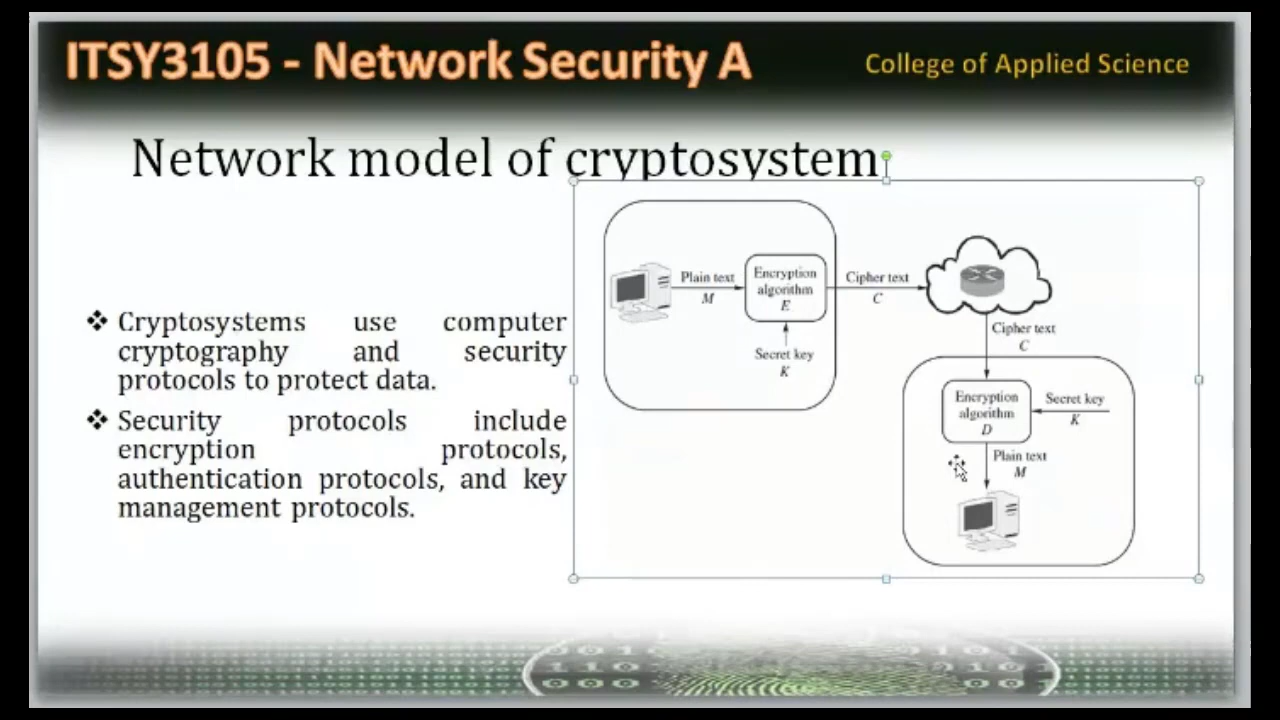 ITSY3105 - Network Security A
College of Applied Science
Network model of cryptosystem
❖ Cryptosystems use computer
cryptography and security
protocols to protect data.
❖ Security protocols include
encryption protocols,
authentication protocols, and key
management protocols.
Plain text
M
Encryption
algorithm
E
Secret key
K
Cipher text
C
Cipher text
C
Encryption
algorithm
D
Secret key
K
Plain text
M